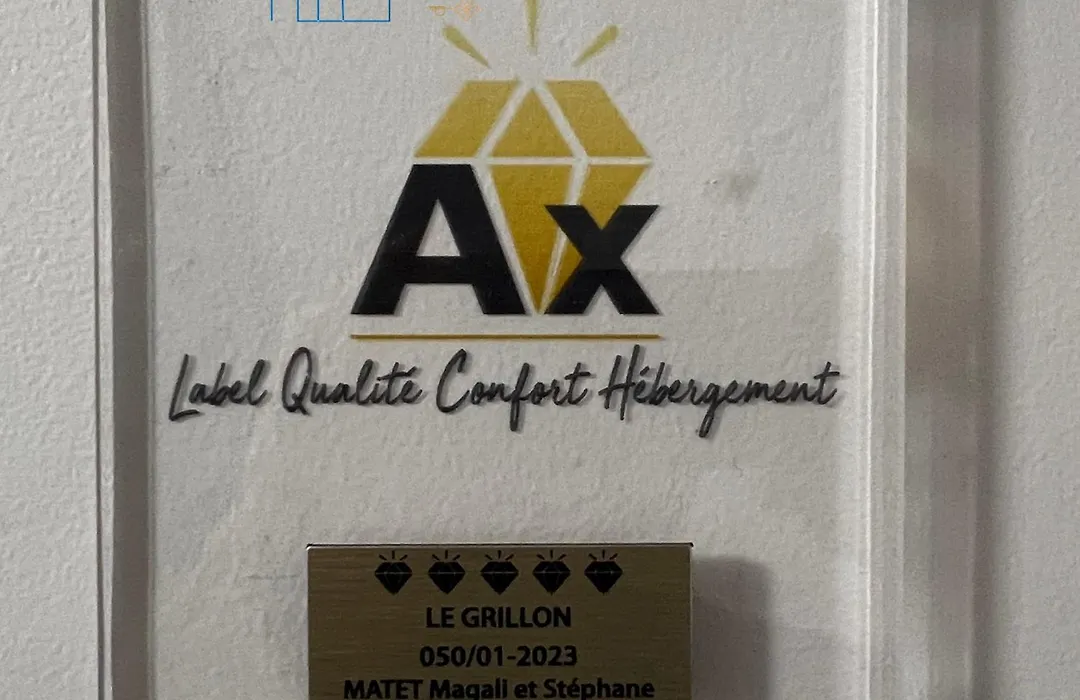 Ax
Label Qualité Confort Hébergement
LE GRILLON
050/01-2023
MATET Magali et Stéphane